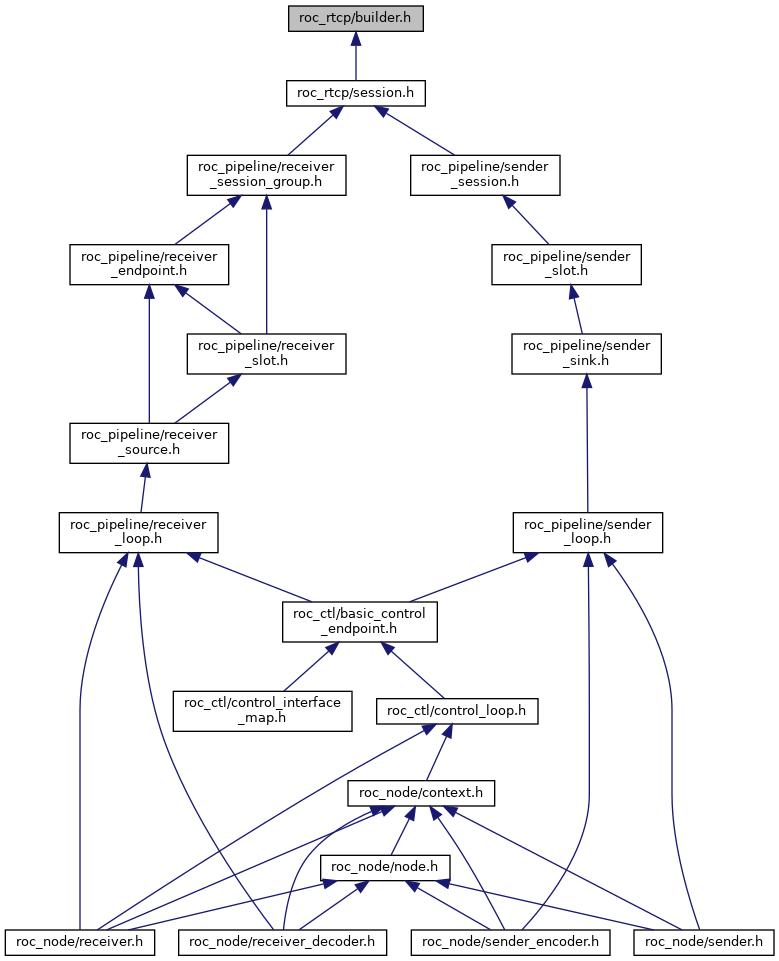 roc_rtcp/builder.h
roc_rtcp/session.h
roc_pipeline/receiver
_session_group.h
roc_pipeline/sender
_session.h
roc_pipeline/receiver
_endpoint.h
roc_pipeline/sender
_slot.h
roc_pipeline/receiver
_slot.h
roc_pipeline/sender
_sink.h
roc_pipeline/receiver
_source.h
roc_pipeline/receiver
_loop.h
roc_pipeline/sender
_loop.h
roc_ctl/basic_control
_endpoint.h
roc_ctl/control_interface
_map.h
roc_ctl/control_loop.h
roc_node/context.h
roc_node/node.h
roc_node/receiver.h
roc_node/receiver_decoder.h
roc_node/sender_encoder.h
roc_node/sender.h